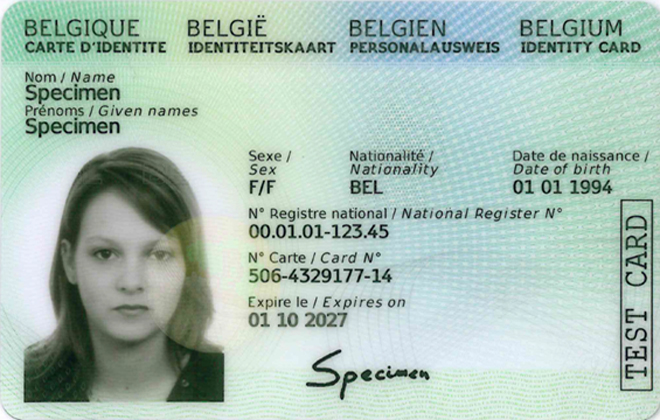 BELGIQUE BELGIË BELGIEN BELGIUM
CARTE D'IDENTITE IDENTITEITSKAART PERSONALAUSWEIS IDENTITY CARD
Nom / Name
Specimen
Prénoms / Given names
Specimen
Sexe / Nationalité / Date de naissance /
Sex Nationality Date of birth
F/F BEL 01 01 1994
N° Registre national / National Register N°
00.01.01-123.45
N° Carte / Card N°
506-4329177-14
Expire le / Expires on
01 10 2027
Specimen
TEST CARD